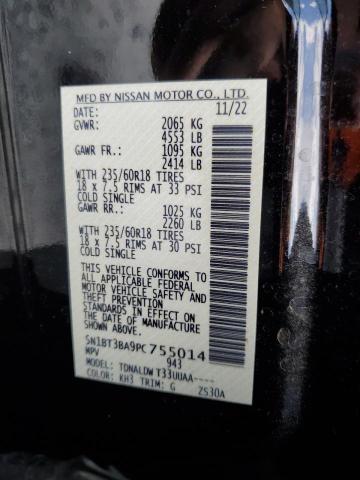 MFD BY NISSAN MOTOR CO., LTD.
DATE: 11/22
GVWR: 2065 KG
4553 LB
GAWR FR.: 1095 KG
2414 LB
WITH 235/60R18 TIRES
18 x 7.5 RIMS AT 33 PSI
COLD SINGLE
GAWR RR.: 1025 KG
2260 LB
WITH 235/60R18 TIRES
18 x 7.5 RIMS AT 30 PSI
COLD SINGLE
THIS VEHICLE CONFORMS TO
ALL APPLICABLE FEDERAL
MOTOR VEHICLE SAFETY AND
THEFT PREVENTION
STANDARDS IN EFFECT ON
THE DATE OF MANUFACTURE
SHOWN ABOVE.
5N1BT3BA9PC755014
MPV 943
MODEL: TDNALDW T33UUAA----
COLOR: KH3 TRIM: G 2S30A